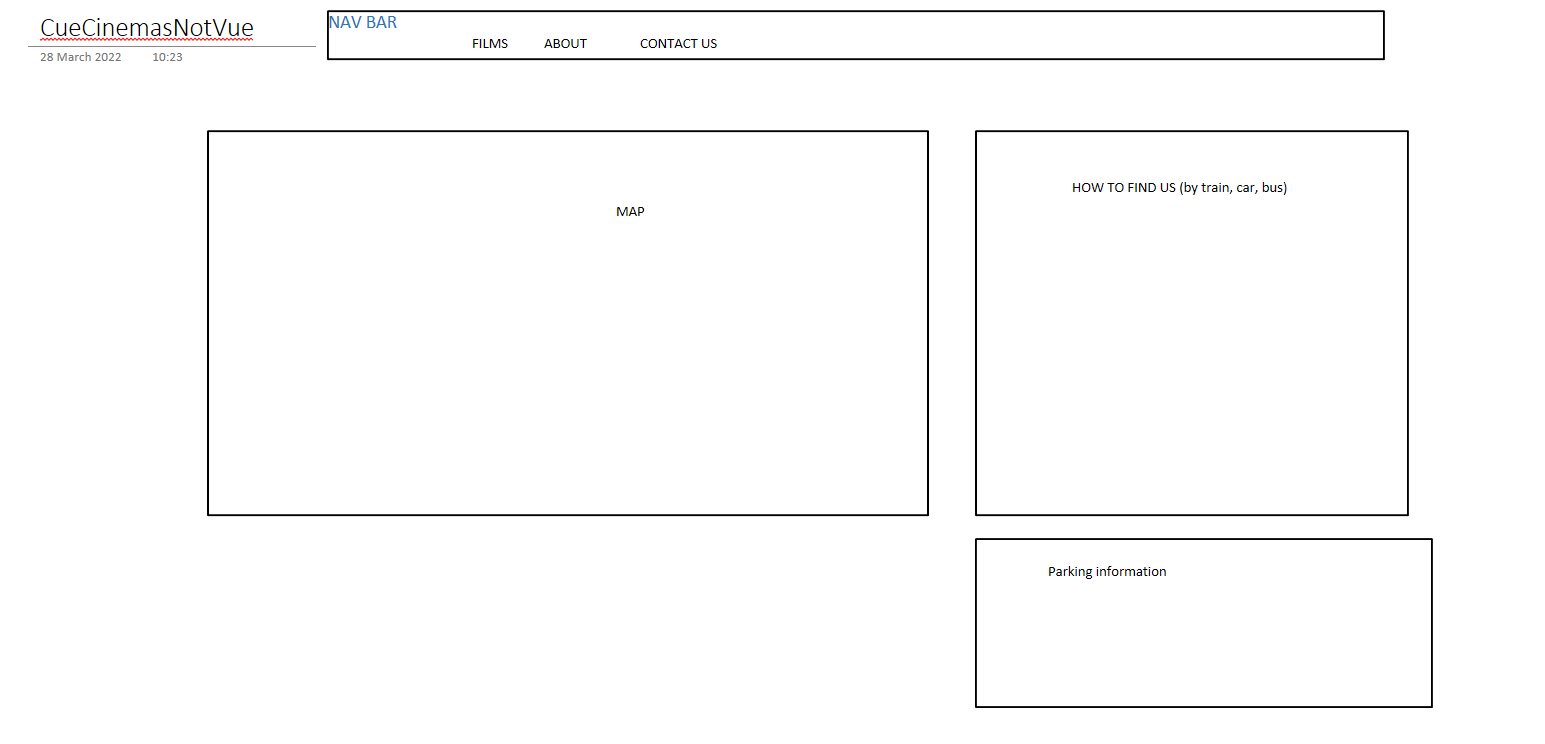 CueCinemasNotVue
28 March 2022 10:23
NAV BAR
FILMS ABOUT CONTACT US
MAP
HOW TO FIND US (by train, car, bus)
Parking information